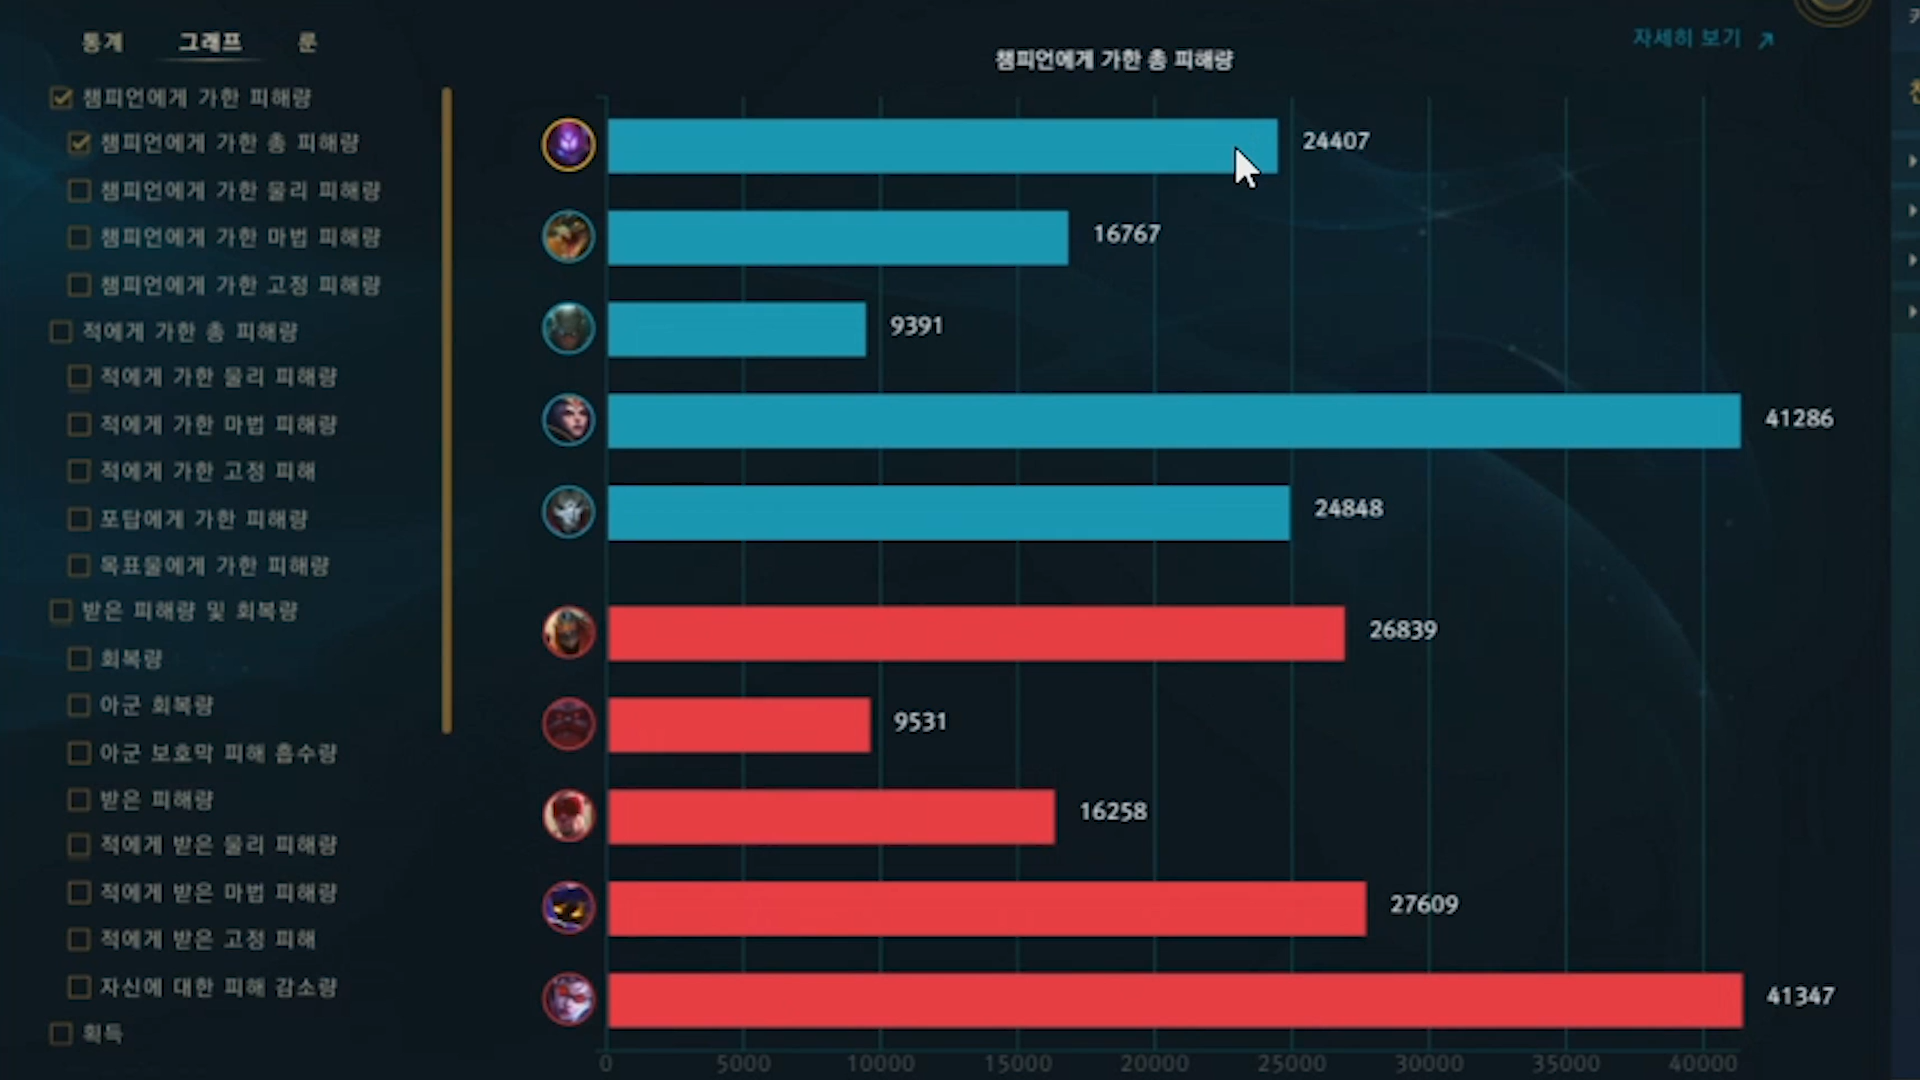 통계 그래프 룬
자세히 보기
챔피언에게 가한 총 피해량
챔피언에게 가한 피해량
챔피언에게 가한 총 피해량
챔피언에게 가한 물리 피해량
챔피언에게 가한 마법 피해량
챔피언에게 가한 고정 피해량
적에게 가한 총 피해량
적에게 가한 물리 피해량
적에게 가한 마법 피해량
적에게 가한 고정 피해
포탑에게 가한 피해량
목표물에게 가한 피해량
받은 피해량 및 회복량
회복량
아군 회복량
아군 보호막 피해 흡수량
받은 피해량
적에게 받은 물리 피해량
적에게 받은 마법 피해량
적에게 받은 고정 피해
자신에 대한 피해 감소량
획득
24407
16767
9391
41286
24848
26839
9531
16258
27609
41347
0 5000 10000 15000 20000 25000 30000 35000 40000